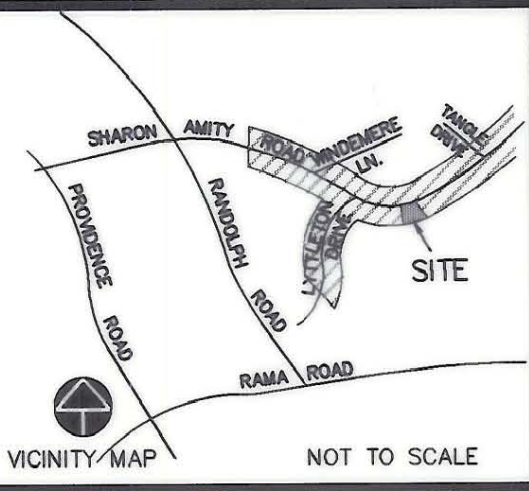 SHARON AMITY ROAD
WINDEMERE
LN.
TANGLE
DRIVE
PROVIDENCE
ROAD
RANDOLPH
ROAD
LYTTLETON
DRIVE
SITE
RAMA ROAD
VICINITY MAP
NOT TO SCALE